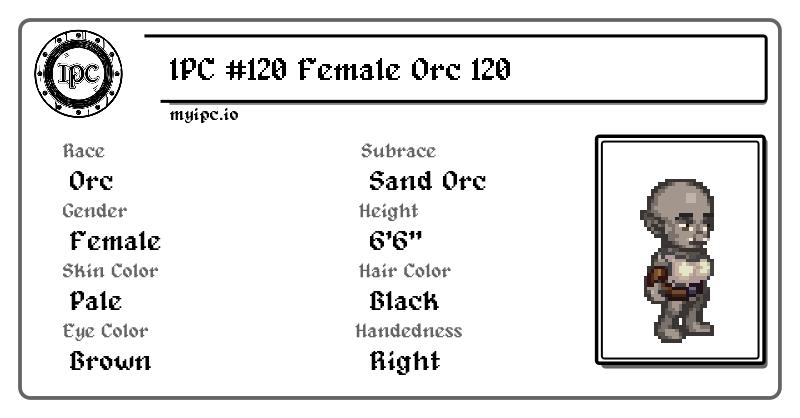 IPC
IPC #120 Female Orc 120
myipc.io
Race
Orc
Subrace
Sand Orc
Gender
Female
Height
6'6"
Skin Color
Pale
Hair Color
Black
Eye Color
Brown
Handedness
Right